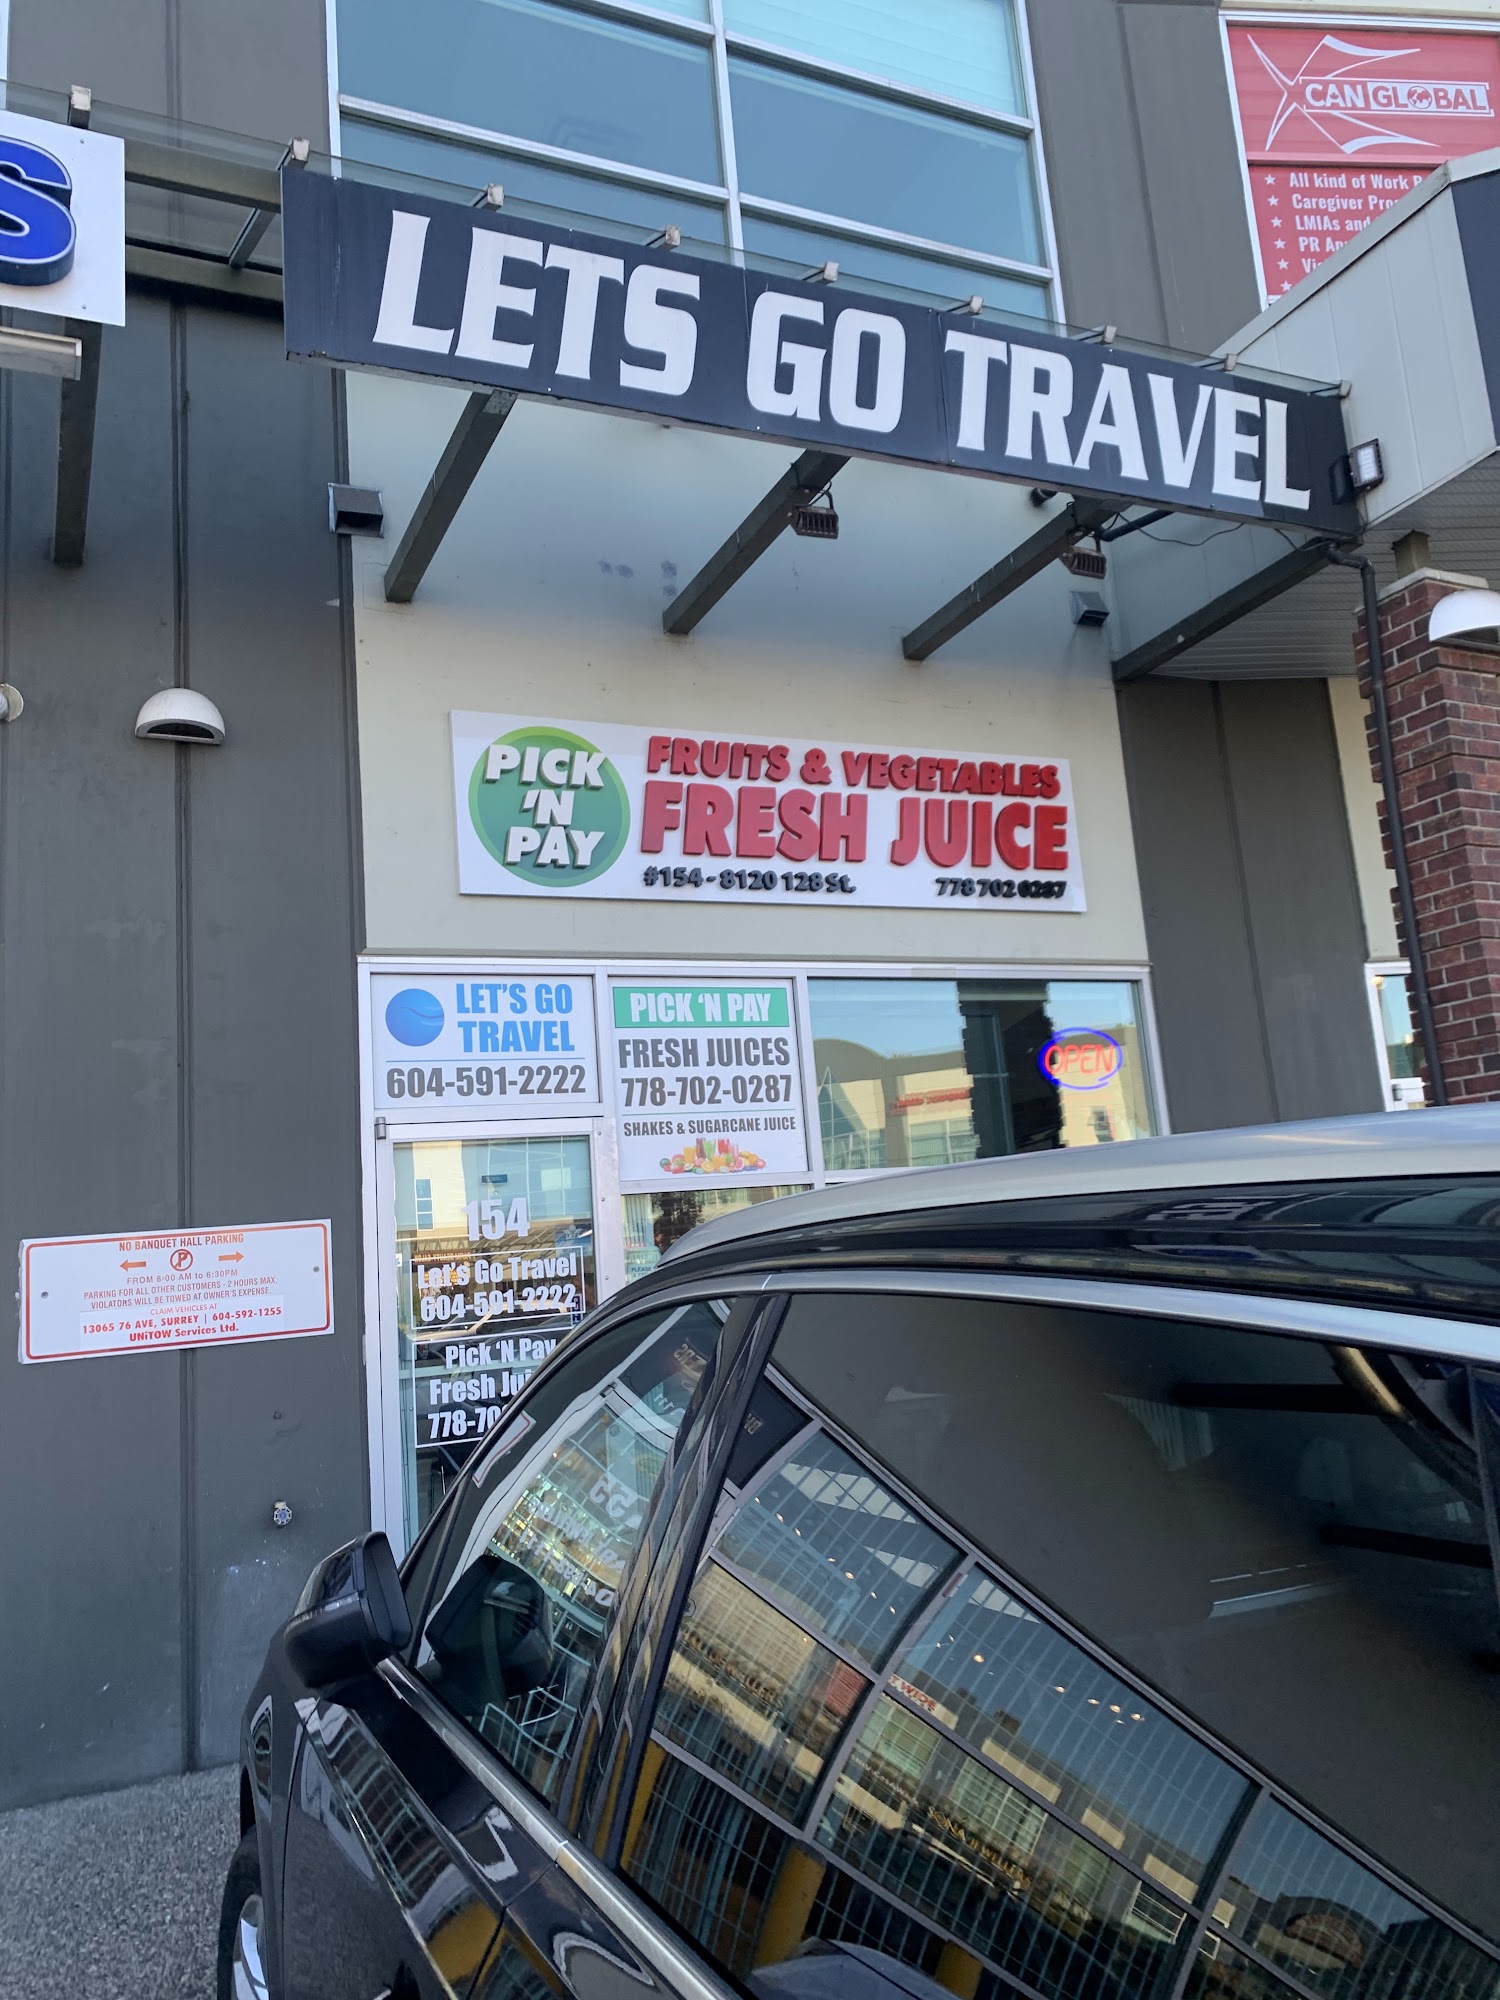 S
CAN GLOBAL
★ All kind of Work
★ Caregiver
★ LMIAs and
★ PR
LETS GO TRAVEL
PICK
'N
PAY
FRUITS & VEGETABLES
FRESH JUICE
#154 - 8120 128 St.
778 702 0287
LET'S GO
TRAVEL
604-591-2222
PICK 'N PAY
FRESH JUICES
778-702-0287
SHAKES & SUGARCANE JUICE
OPEN
154
Let's Go Travel
604-591-2222
Pick 'N Pay
Fresh
NO BANQUET HALL PARKING
P
FROM 8:00 AM to 6:30PM
PARKING FOR ALL OTHER CUSTOMERS - 2 HOURS MAX.
VIOLATORS WILL BE TOWED AT OWNER'S EXPENSE.
CLAIM VEHICLES AT
13065 76 AVE, SURREY | 604-592-1255
UNiTOW Services Ltd.